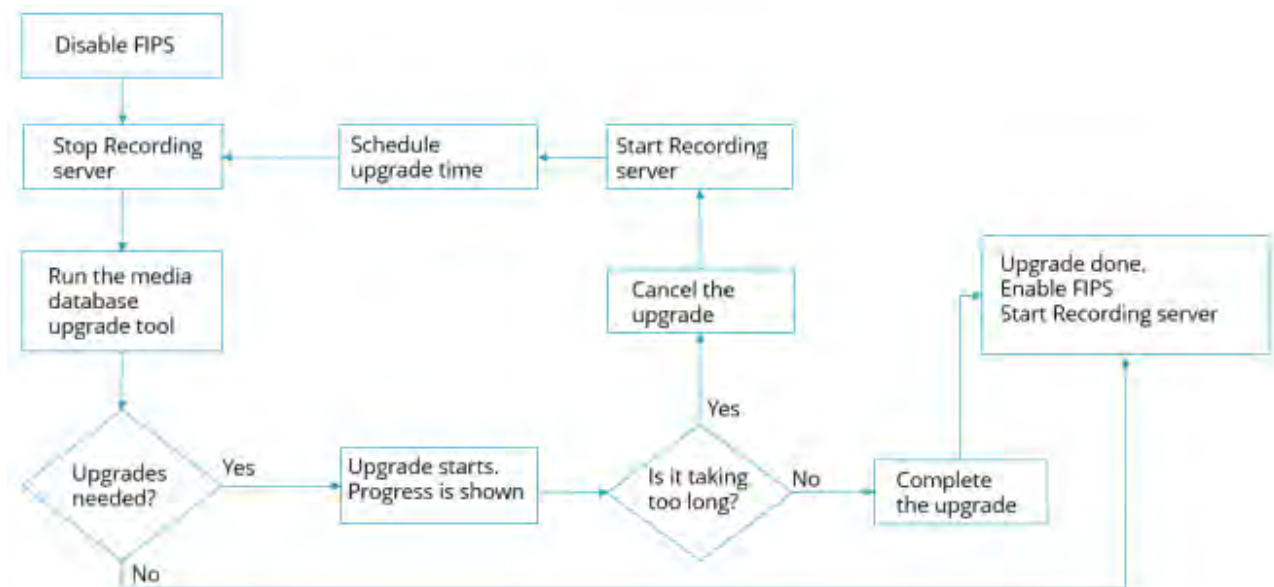 Disable FIPS
Stop Recording
server
Schedule
upgrade time
Start Recording
server
Run the media
database
upgrade tool
Cancel the
upgrade
Upgrade done.
Enable FIPS
Start Recording server
Yes
Upgrades
needed?
Yes
Upgrade starts.
Progress is shown
Is it taking
too long?
No
Complete
the upgrade
No